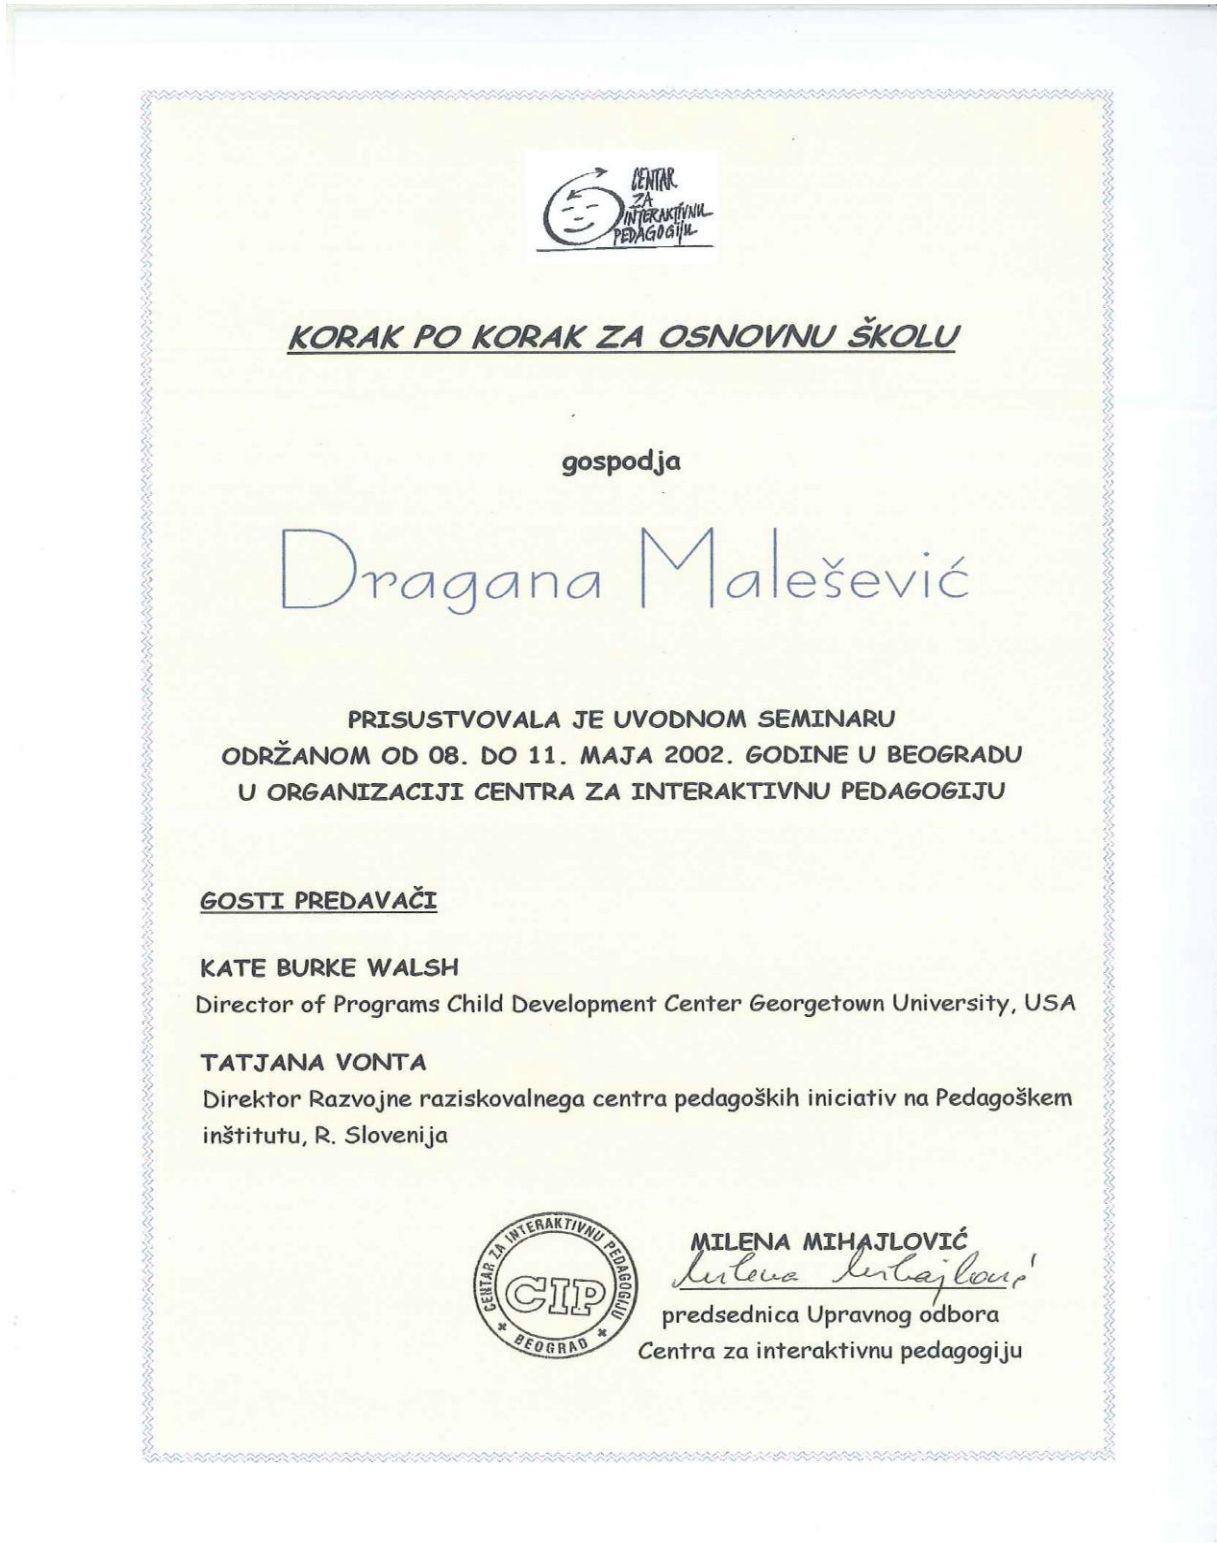 CENTAR
ZA
INTERAKTIVNU
PEDAGOGIJU
KORAK PO KORAK ZA OSNOVNU ŠKOLU
gospodja
Dragana Malešević
PRISUSTVOVALA JE UVODNOM SEMINARU
ODRŽANOM OD 08. DO 11. MAJA 2002. GODINE U BEOGRADU
U ORGANIZACIJI CENTRA ZA INTERAKTIVNU PEDAGOGIJU
GOSTI PREDAVAČI
KATE BURKE WALSH
Director of Programs Child Development Center Georgetown University, USA
TATJANA VONTA
Direktor Razvojne raziskovalnega centra pedagoških iniciativ na Pedagoškem
inštitutu, R. Slovenija
CENTAR ZA INTERAKTIVNU PEDAGOGIJU
CIP
BEOGRAD
MILENA MIHAJLOVIĆ
Milena Mihajlović
predsednica Upravnog odbora
Centra za interaktivnu pedagogiju